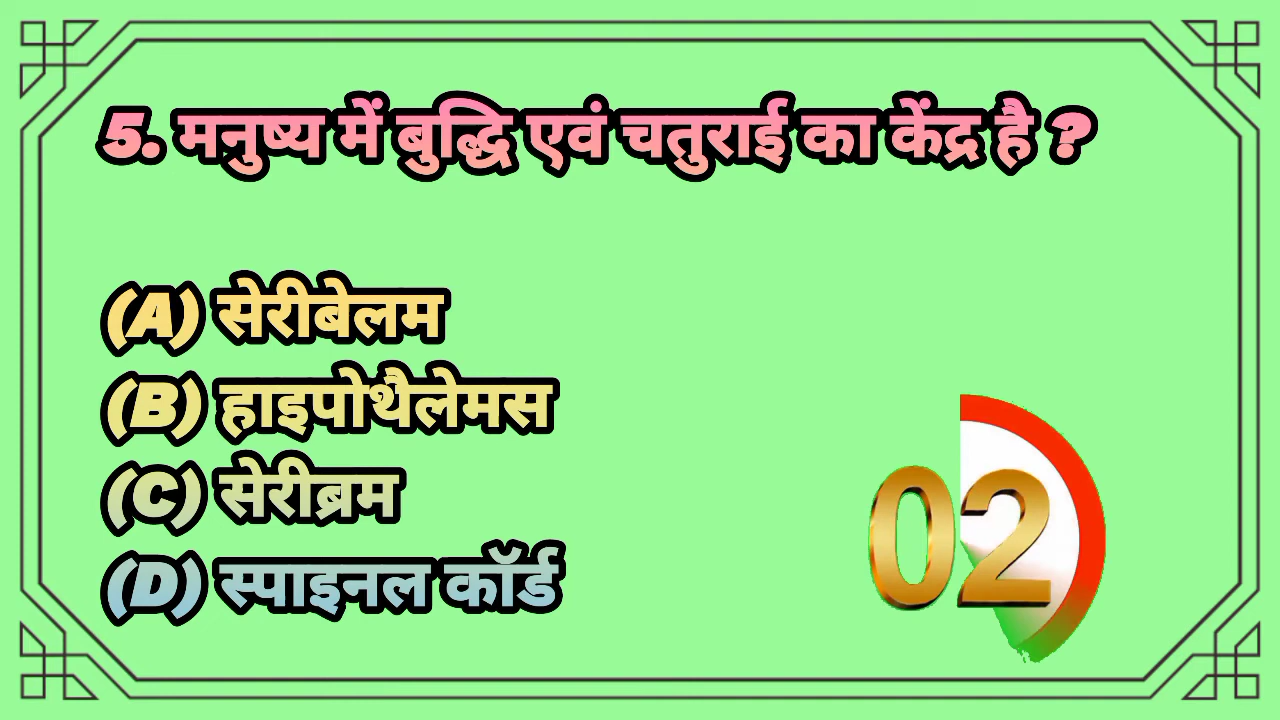 5. मनुष्य में बुद्धि एवं चतुराई का केंद्र है ?
(A) सेरीबेलम
(B) हाइपोथैलेमस
(C) सेरीब्रम
(D) स्पाइनल कॉर्ड
02